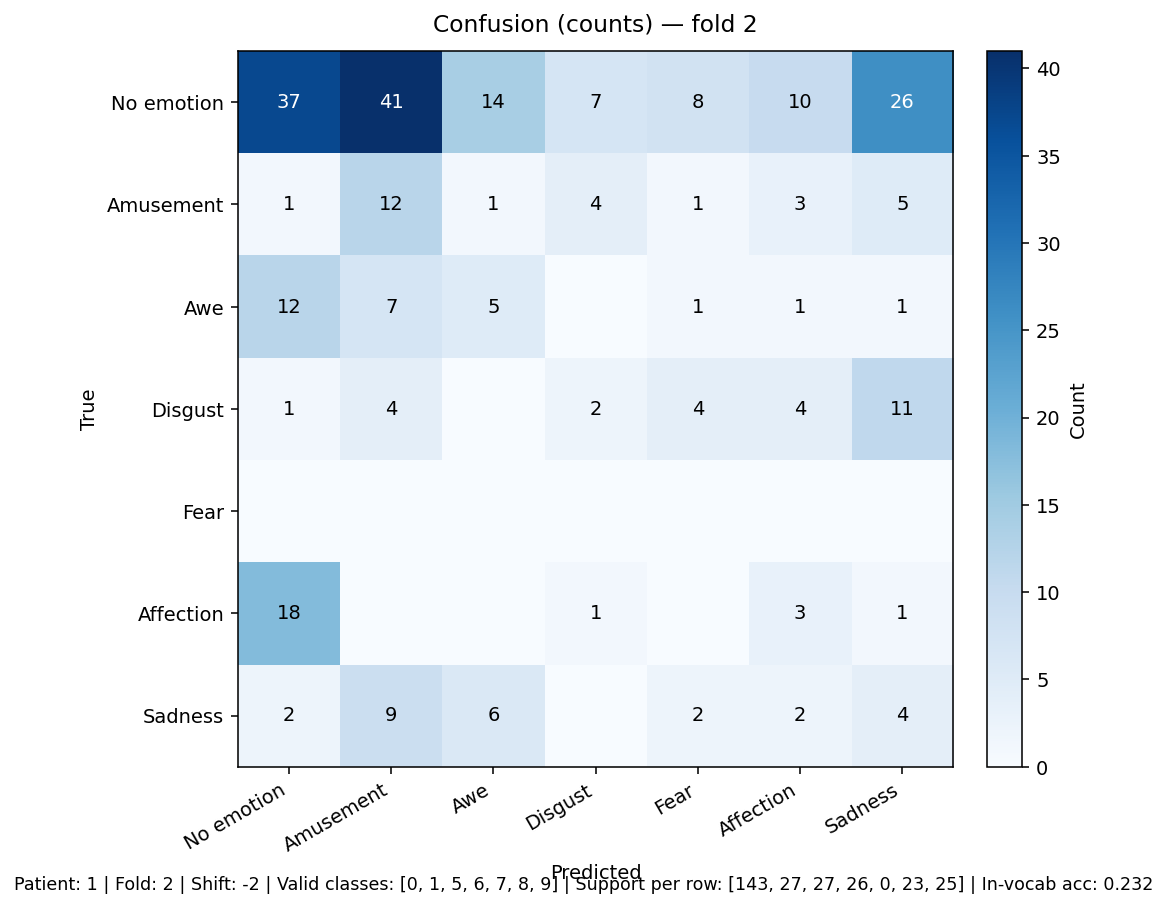 Confusion (counts) — fold 2
No emotion 37 41 14 7 8 10 26
Amusement 1 12 1 4 1 3 5
Awe 12 7 5 1 1 1
Disgust 1 4 2 4 4 11
Fear
Affection 18 1 3 1
Sadness 2 9 6 2 2 4
True
No emotion Amusement Awe Disgust Fear Affection Sadness
Predicted
40
35
30
25
20
15
10
5
0
Count
Patient: 1 | Fold: 2 | Shift: -2 | Valid classes: [0, 1, 5, 6, 7, 8, 9] | Support per row: [143, 27, 27, 26, 0, 23, 25] | In-vocab acc: 0.232